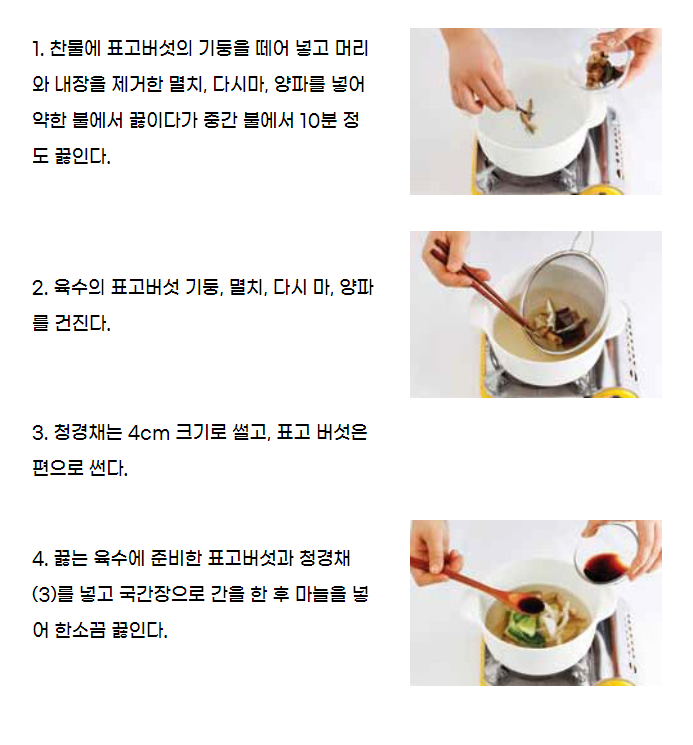 1. 찬물에 표고버섯의 기둥을 떼어 넣고 머리
와 내장을 제거한 멸치, 다시마, 양파를 넣어
약한 불에서 끓이다가 중간 불에서 10분 정
도 끓인다.
2. 육수의 표고버섯 기둥, 멸치, 다시 마, 양파
를 건진다.
3. 청경채는 4cm 크기로 썰고, 표고 버섯은
편으로 썬다.
4. 끓는 육수에 준비한 표고버섯과 청경채
(3)를 넣고 국간장으로 간을 한 후 마늘을 넣
어 한소끔 끓인다.